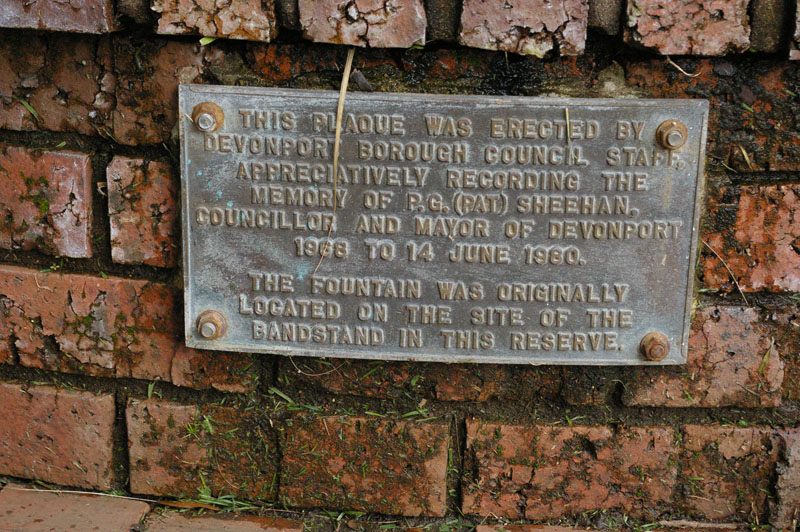 THIS PLAQUE WAS ERECTED BY
DEVONPORT BOROUGH COUNCIL STAFF,
APPRECIATIVELY RECORDING THE
MEMORY OF P.G.(PAT) SHEEHAN.
COUNCILLOR AND MAYOR OF DEVONPORT
1968 TO 14 JUNE 1980.
THE FOUNTAIN WAS ORIGINALLY
LOCATED ON THE SITE OF THE
BANDSTAND IN THIS RESERVE.